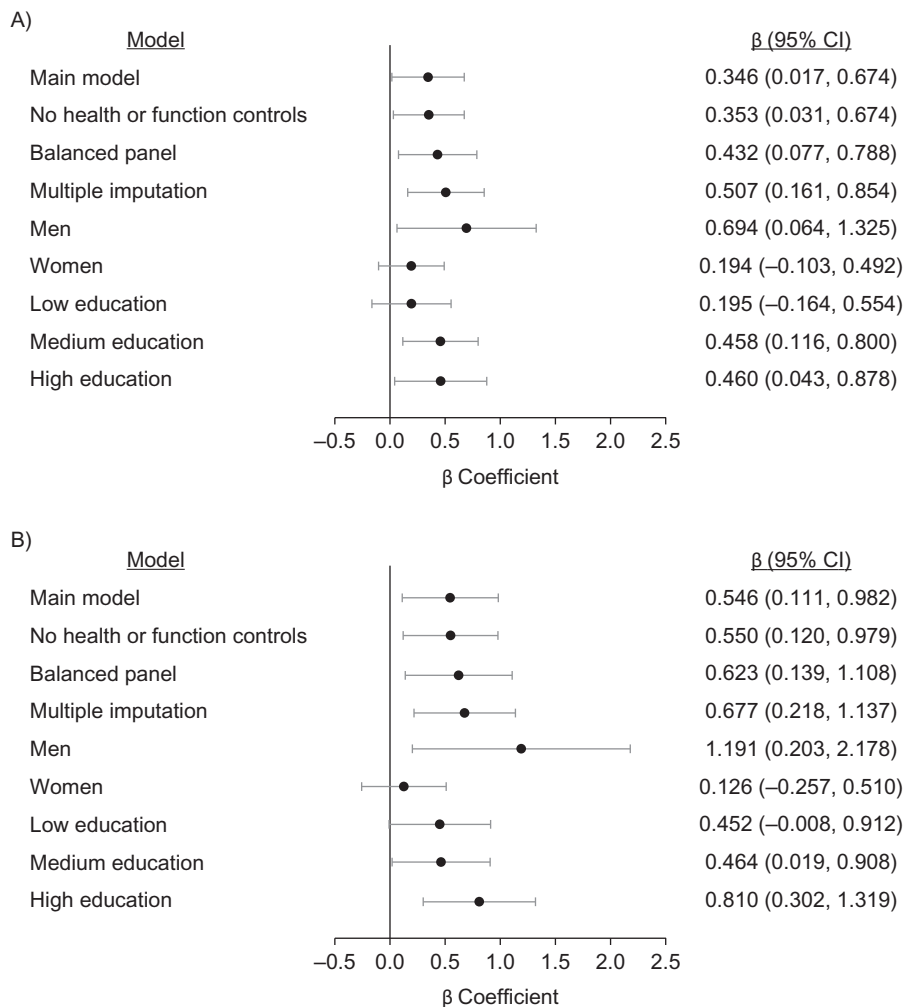 A)
Model β (95% CI)
Main model 0.346 (0.017, 0.674)
No health or function controls 0.353 (0.031, 0.674)
Balanced panel 0.432 (0.077, 0.788)
Multiple imputation 0.507 (0.161, 0.854)
Men 0.694 (0.064, 1.325)
Women 0.194 (–0.103, 0.492)
Low education 0.195 (–0.164, 0.554)
Medium education 0.458 (0.116, 0.800)
High education 0.460 (0.043, 0.878)
–0.5 0.0 0.5 1.0 1.5 2.0 2.5
β Coefficient
B)
Model β (95% CI)
Main model 0.546 (0.111, 0.982)
No health or function controls 0.550 (0.120, 0.979)
Balanced panel 0.623 (0.139, 1.108)
Multiple imputation 0.677 (0.218, 1.137)
Men 1.191 (0.203, 2.178)
Women 0.126 (–0.257, 0.510)
Low education 0.452 (–0.008, 0.912)
Medium education 0.464 (0.019, 0.908)
High education 0.810 (0.302, 1.319)
–0.5 0.0 0.5 1.0 1.5 2.0 2.5
β Coefficient